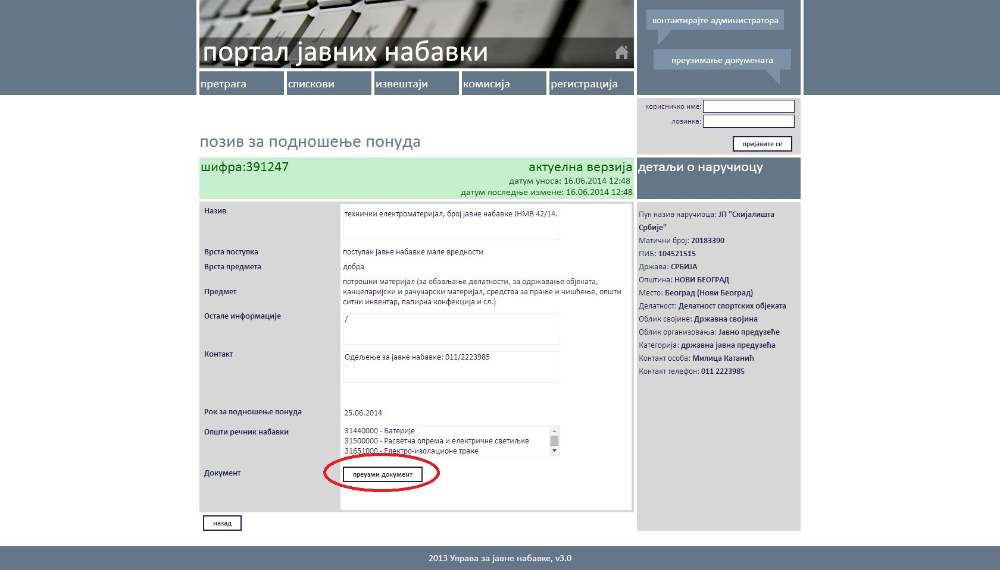 портал јавних набавки
контактирајте администратора
преузимање докумената
претрага
спискови
извештаји
комисија
регистрација
корисничко име:
лозинка:
пријавите се
позив за подношење понуда
шифра:391247
актуелна верзија
датум уноса: 16.06.2014 12:48
датум последње измене: 16.06.2014 12:48
Назив
технички електроматеријал, број јавне набавке ЈНМВ 42/14.
Врста поступка
поступак јавне набавке мале вредности
Врста предмета
добра
Предмет
потрошни материјал (за обављање делатности, за одржавање објеката,
канцеларијски и рачунарски материјал, средства за прање и чишћење, општи
ситни инвентар, папирна конфекција и сл.)
Остале информације
/
Контакт
Одељење за јавне набавке: 011/2223985
Рок за подношење понуда
25.06.2014
Општи речник набавки
31440000 - Батерије
31500000 - Расветна опрема и електричне светиљке
31651000 - Електро-изолационе траке
Документ
преузми документ
назад
детаљи о наручиоцу
Пун назив наручиоца: ЈП "Скијалишта
Србије"
Матични број: 20183390
ПИБ: 104521515
Држава: СРБИЈА
Општина: НОВИ БЕОГРАД
Место: Београд (Нови Београд)
Делатност: Делатност спортских објеката
Облик својине: Државна својина
Облик организовања: Јавно предузеће
Категорија: државна јавна предузећа
Контакт особа: Милица Катанић
Контакт телефон: 011 2223985
2013 Управа за јавне набавке, v3.0